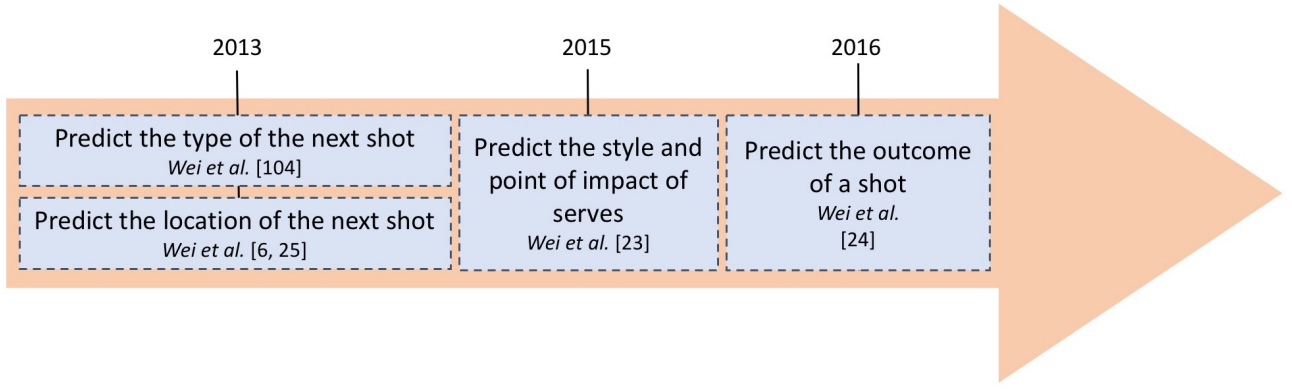 2013
2015
2016
Predict the type of the next shot
Wei et al. [104]
Predict the location of the next shot
Wei et al. [6, 25]
Predict the style and
point of impact of
serves
Wei et al. [23]
Predict the outcome
of a shot
Wei et al.
[24]